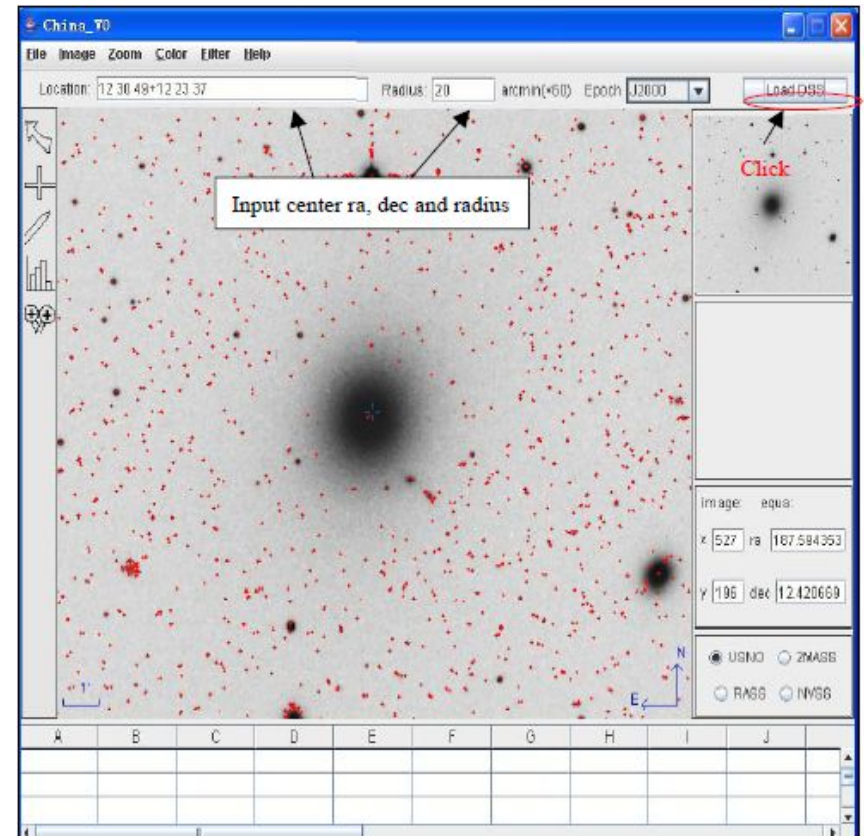 China_V0
File Image Zoom Color Filter Help
Location: 12 30 49+12 23 37 Radius: 20 arcmin(<60) Epoch J2000 Load DSS
Click
Input center ra, dec and radius
image: equa:
x 527 ra 187.594353
y 196 dec 12.420669
N
USNO 2MASS
1'
E
RASS NVSS
A B C D E F G H I J